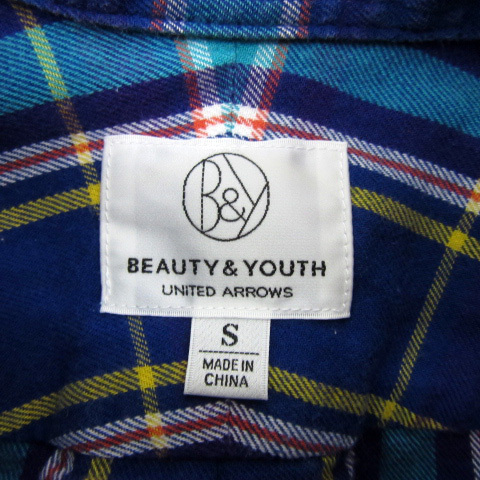 B&Y
BEAUTY & YOUTH
UNITED ARROWS
S
MADE IN
CHINA